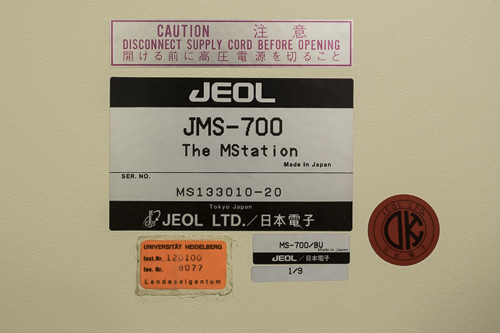 CAUTION 注意
DISCONNECT SUPPLY CORD BEFORE OPENING
開ける前に高圧電源を切ること
JEOL
JMS-700
The MStation
Made in Japan
SER. NO.
MS133010-20
Tokyo Japan
JEOL LTD./日本電子
UNIVERSITÄT HEIDELBERG
Inst.Nr. 120100
Inv. Nr. 8077
Landeseigentum
MS-700/BU
Made in Japan
JEOL/日本電子
1/9
JEOL LTD.
OK